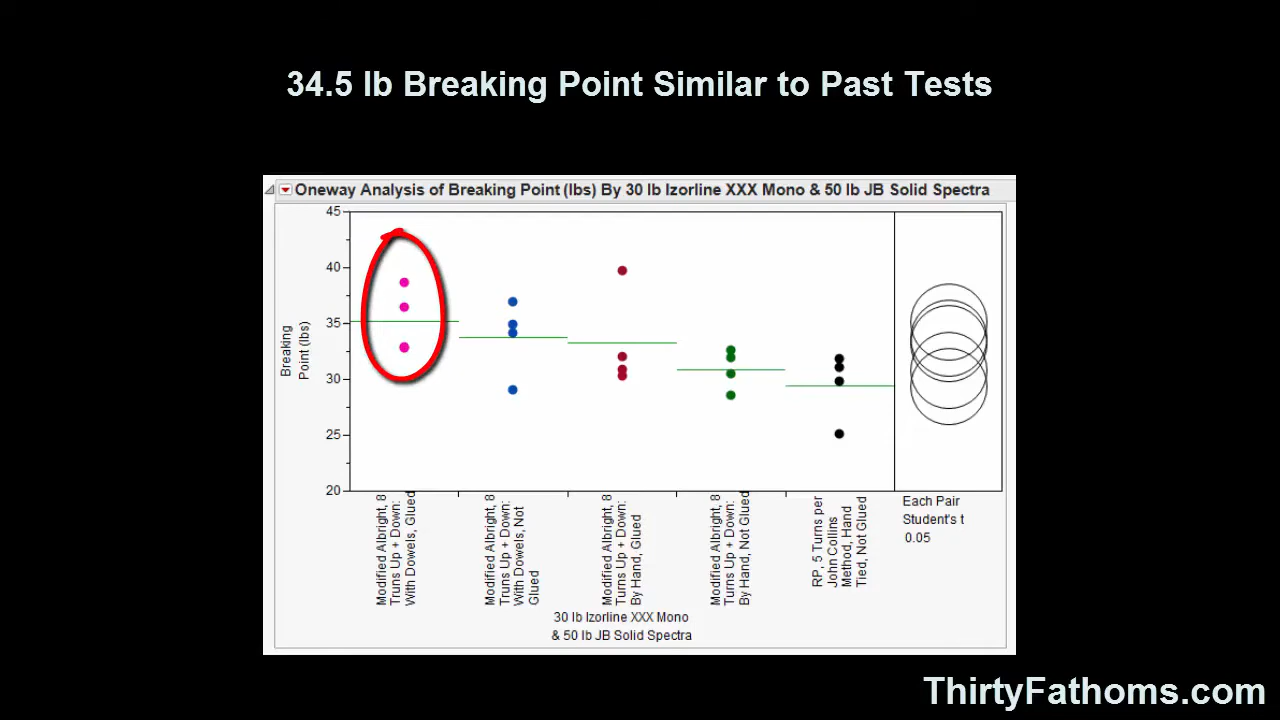 34.5 lb Breaking Point Similar to Past Tests
Oneway Analysis of Breaking Point (lbs) By 30 lb Izorline XXX Mono & 50 lb JB Solid Spectra
45
40
35
30
25
20
Breaking
Point (lbs)
Modified Albright, 8
Truns Up + Down:
With Dowels, Glued
Modified Albright, 8
Truns Up + Down:
With Dowels, Not
Glued
Modified Albright, 8
Turns Up + Down:
By Hand, Glued
Modified Albright, 8
Turns Up + Down:
By Hand, Not Glued
RP, 5 Turns per
John Collins
Method, Hand
Tied, Not Glued
Each Pair
Student's t
0.05
30 lb Izorline XXX Mono
& 50 lb JB Solid Spectra
ThirtyFathoms.com